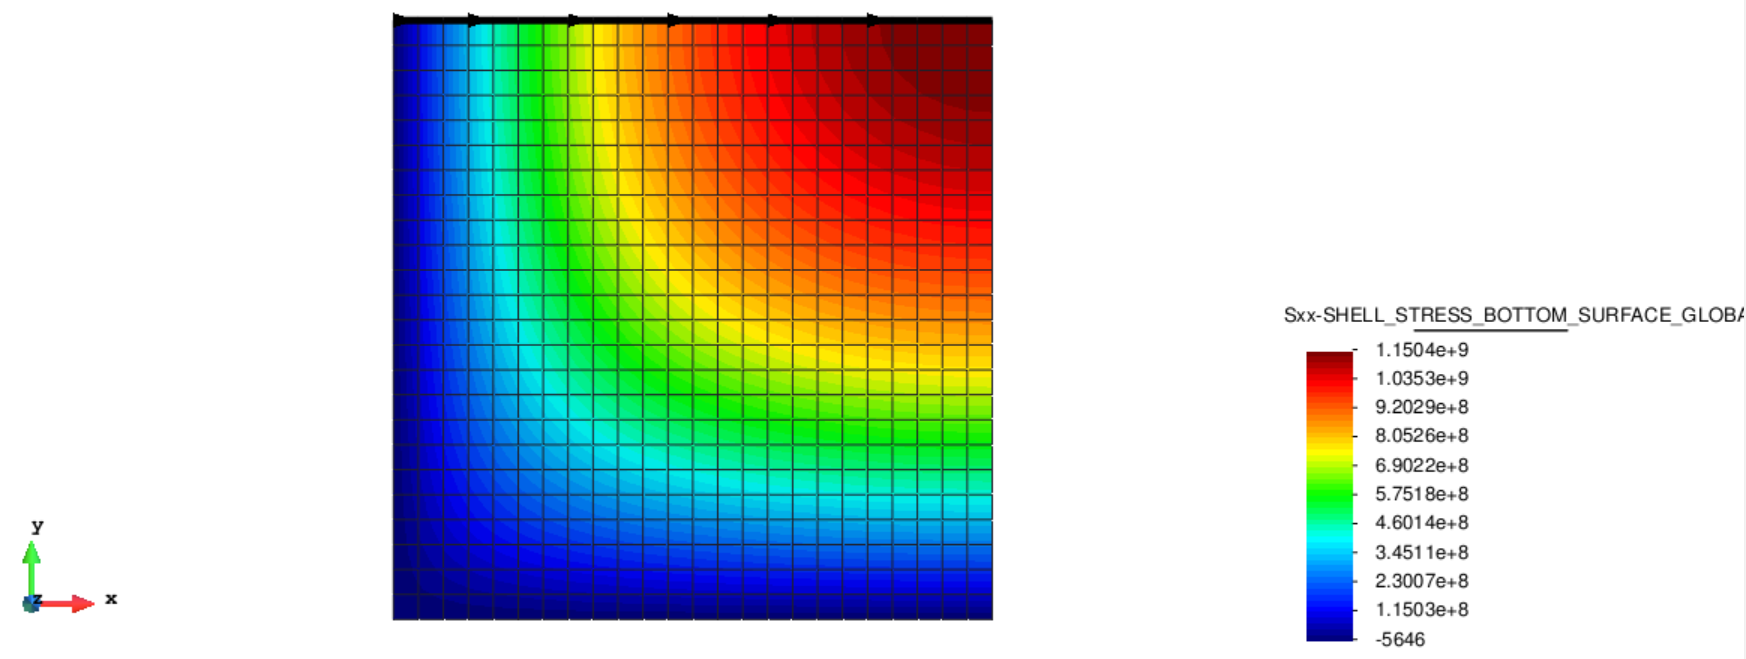 Sxx-SHELL_STRESS_BOTTOM_SURFACE_GLOBA
1.1504e+9
1.0353e+9
9.2029e+8
8.0526e+8
6.9022e+8
5.7518e+8
4.6014e+8
3.4511e+8
2.3007e+8
1.1503e+8
-5646
y
z
x